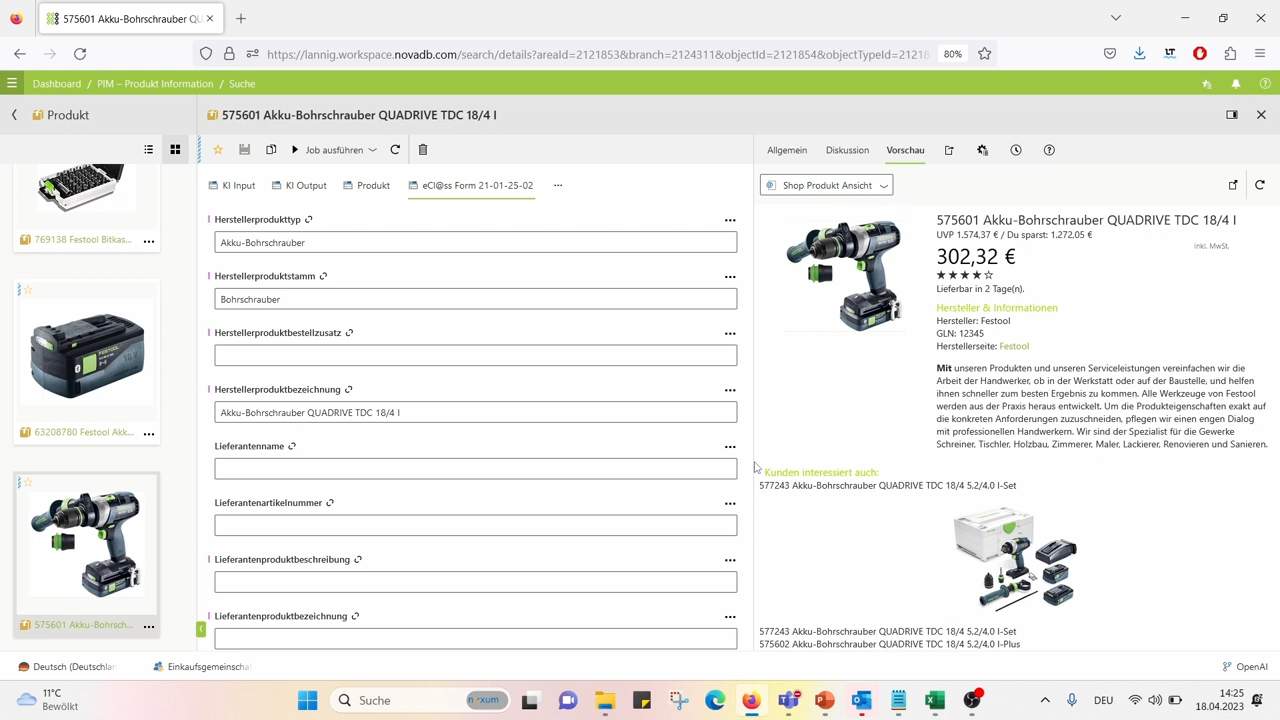 575601 Akku-Bohrschrauber QU
https://lannig.workspace.novadb.com/search/details?areaId=2121853&branch=2124311&objectId=2121854&objectTypeId=21218
80%
LT
Dashboard / PIM – Produkt Information / Suche
Produkt
575601 Akku-Bohrschrauber QUADRIVE TDC 18/4 I
Job ausführen
Allgemein
Diskussion
Vorschau
KI Input
KI Output
Produkt
eCl@ss Form 21-01-25-02
Shop Produkt Ansicht
769138 Festool Bitkas...
63208780 Festool Akk...
575601 Akku-Bohrsch...
Herstellerprodukttyp
Akku-Bohrschrauber
Herstellerproduktstamm
Bohrschrauber
Herstellerproduktbestellzusatz
Herstellerproduktbezeichnung
Akku-Bohrschrauber QUADRIVE TDC 18/4 I
Lieferantenname
Lieferantenartikelnummer
Lieferantenproduktbeschreibung
Lieferantenproduktbezeichnung
575601 Akku-Bohrschrauber QUADRIVE TDC 18/4 I
UVP 1.574,37 € / Du sparst: 1.272,05 €
inkl. MwSt.
302,32 €
Lieferbar in 2 Tage(n).
Hersteller & Informationen
Hersteller: Festool
GLN: 12345
Herstellerseite: Festool
Mit unseren Produkten und unseren Serviceleistungen vereinfachen wir die
Arbeit der Handwerker, ob in der Werkstatt oder auf der Baustelle, und helfen
ihnen schneller zum besten Ergebnis zu kommen. Alle Werkzeuge von Festool
werden aus der Praxis heraus entwickelt. Um die Produkteigenschaften exakt auf
die konkreten Anforderungen zuzuschneiden, pflegen wir einen engen Dialog
mit professionellen Handwerkern. Wir sind der Spezialist für die Gewerke
Schreiner, Tischler, Holzbau, Zimmerer, Maler, Lackierer, Renovieren und Sanieren.
Kunden interessiert auch:
577243 Akku-Bohrschrauber QUADRIVE TDC 18/4 5,2/4,0 I-Set
577243 Akku-Bohrschrauber QUADRIVE TDC 18/4 5,2/4,0 I-Set
575602 Akku-Bohrschrauber QUADRIVE TDC 18/4 5,2/4,0 I-Plus
Deutsch (Deutschlan
Einkaufsgemeinscha
OpenAI
11°C
Bewölkt
Suche
DEU
14:25
18.04.2023